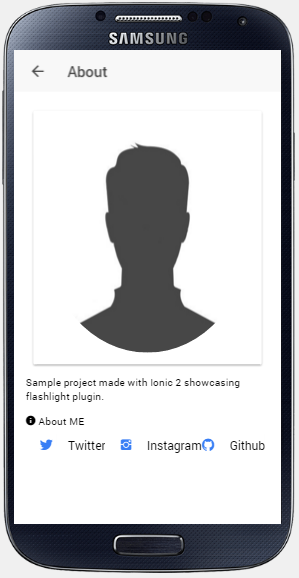 SAMSUNG
About
Sample project made with Ionic 2 showcasing
flashlight plugin.
About ME
Twitter Instagram Github